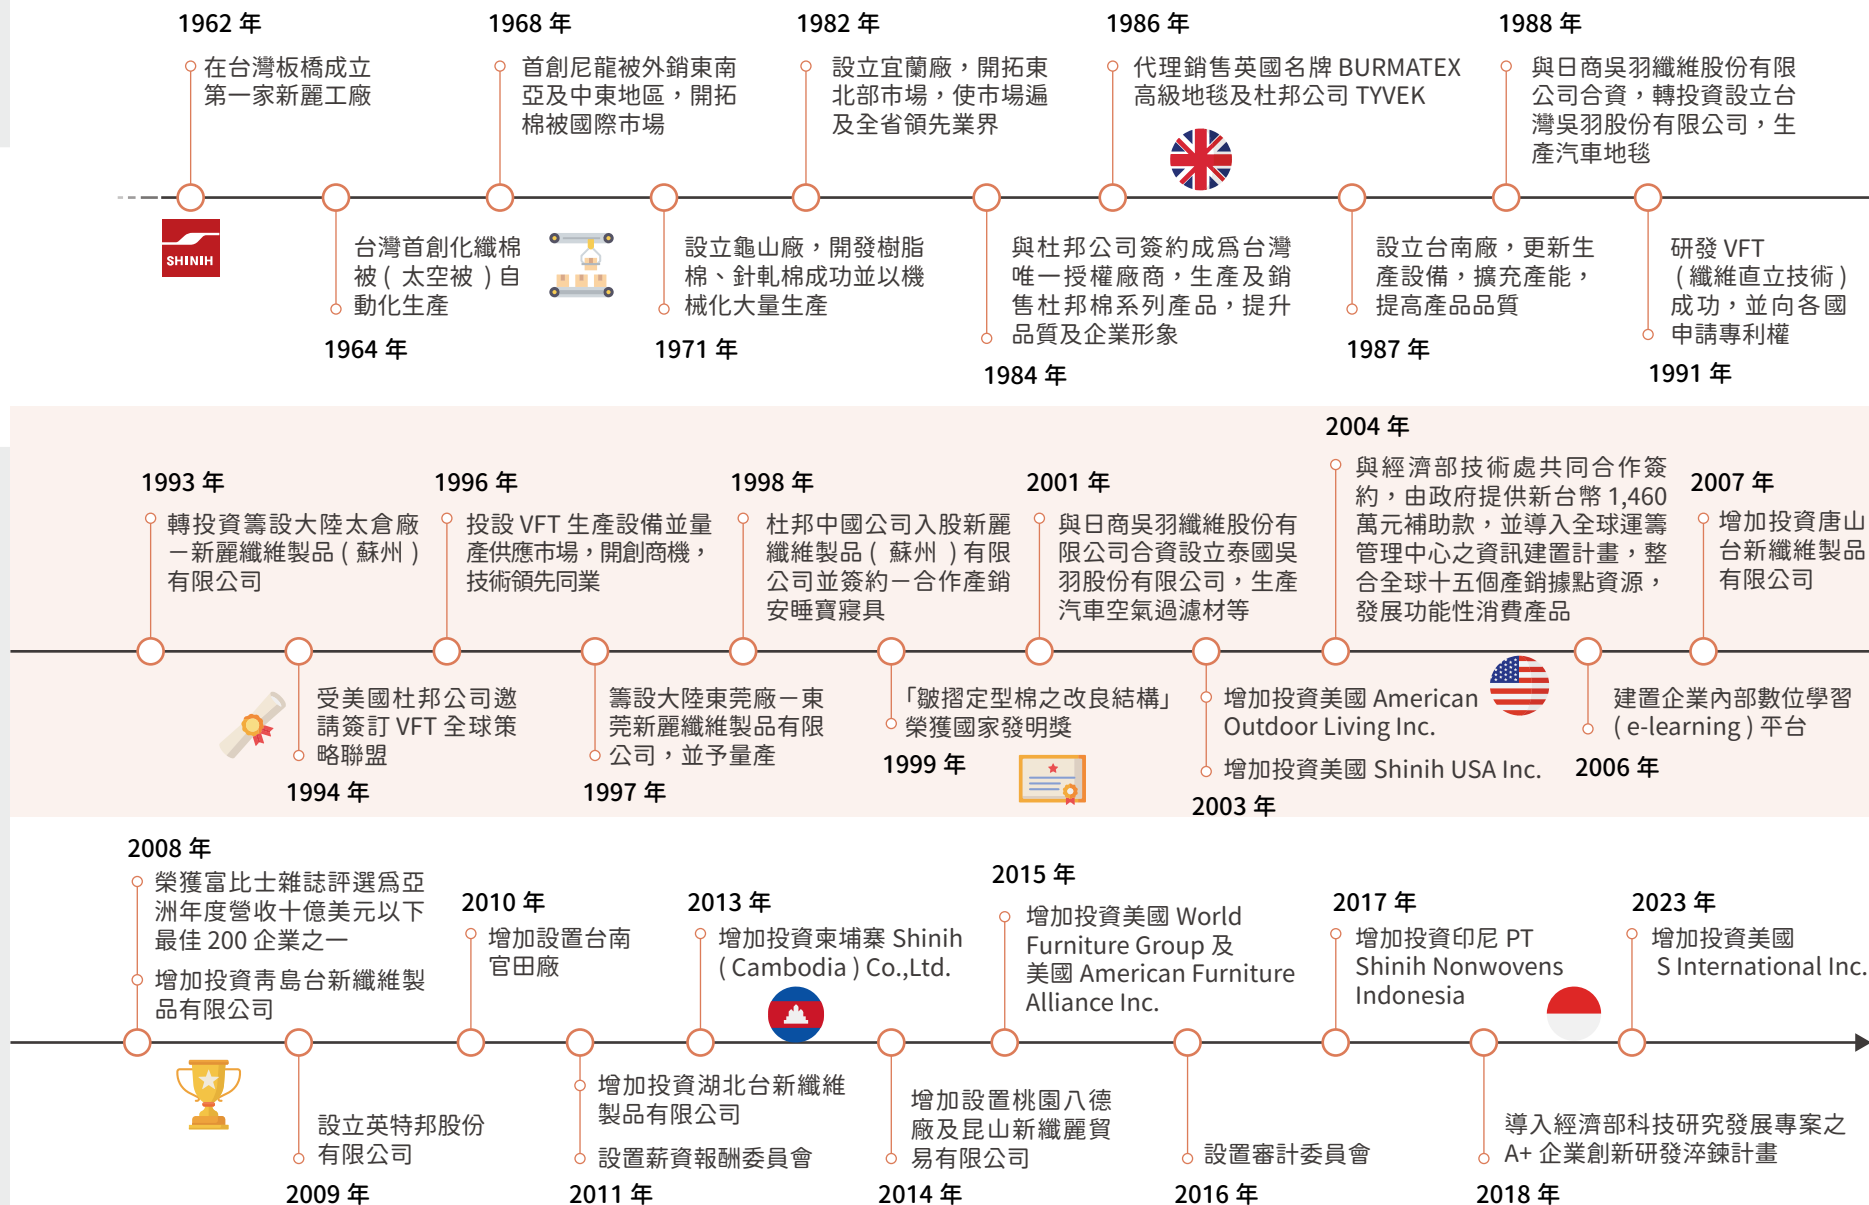 1962 年
在台灣板橋成立
第一家新麗工廠
SHINIH
台灣首創化纖棉
被 ( 太空被 ) 自
動化生產
1964 年
1968 年
首創尼龍被外銷東南
亞及中東地區，開拓
棉被國際市場
設立龜山廠，開發樹脂
棉、針軋棉成功並以機
械化大量生產
1971 年
1982 年
設立宜蘭廠，開拓東
北部市場，使市場遍
及全省領先業界
與杜邦公司簽約成爲台灣
唯一授權廠商，生產及銷
售杜邦棉系列產品，提升
品質及企業形象
1984 年
1986 年
代理銷售英國名牌 BURMATEX
高級地毯及杜邦公司 TYVEK
設立台南廠，更新生
產設備，擴充產能，
提高產品品質
1987 年
1988 年
與日商吳羽纖維股份有限
公司合資，轉投資設立台
灣吳羽股份有限公司，生
產汽車地毯
研發 VFT
( 纖維直立技術 )
成功，並向各國
申請專利權
1991 年
1993 年
轉投資籌設大陸太倉廠
－新麗纖維製品 ( 蘇州 )
有限公司
受美國杜邦公司邀
請簽訂 VFT 全球策
略聯盟
1994 年
1996 年
投設 VFT 生產設備並量
產供應市場，開創商機，
技術領先同業
籌設大陸東莞廠－東
莞新麗纖維製品有限
公司，並予量產
1997 年
1998 年
杜邦中國公司入股新麗
纖維製品 ( 蘇州 ) 有限
公司並簽約－合作產銷
安睡寶寢具
「皺摺定型棉之改良結構」
榮獲國家發明獎
1999 年
2001 年
與日商吳羽纖維股份有
限公司合資設立泰國吳
羽股份有限公司，生產
汽車空氣過濾材等
增加投資美國 American
Outdoor Living Inc.
增加投資美國 Shinih USA Inc.
2003 年
2004 年
與經濟部技術處共同合作簽
約，由政府提供新台幣 1,460
萬元補助款，並導入全球運籌
管理中心之資訊建置計畫，整
合全球十五個產銷據點資源，
發展功能性消費產品
建置企業內部數位學習
( e-learning ) 平台
2006 年
2007 年
增加投資唐山
台新纖維製品
有限公司
2008 年
榮獲富比士雜誌評選爲亞
洲年度營收十億美元以下
最佳 200 企業之一
增加投資靑島台新纖維製
品有限公司
設立英特邦股份
有限公司
2009 年
2010 年
增加設置台南
官田廠
增加投資湖北台新纖維
製品有限公司
設置薪資報酬委員會
2011 年
2013 年
增加投資柬埔寨 Shinih
( Cambodia ) Co.,Ltd.
增加設置桃園八德
廠及昆山新纖麗貿
易有限公司
2014 年
2015 年
增加投資美國 World
Furniture Group 及
美國 American Furniture
Alliance Inc.
設置審計委員會
2016 年
2017 年
增加投資印尼 PT
Shinih Nonwovens
Indonesia
導入經濟部科技研究發展專案之
A+ 企業創新研發淬鍊計畫
2018 年
2023 年
增加投資美國
S International Inc.